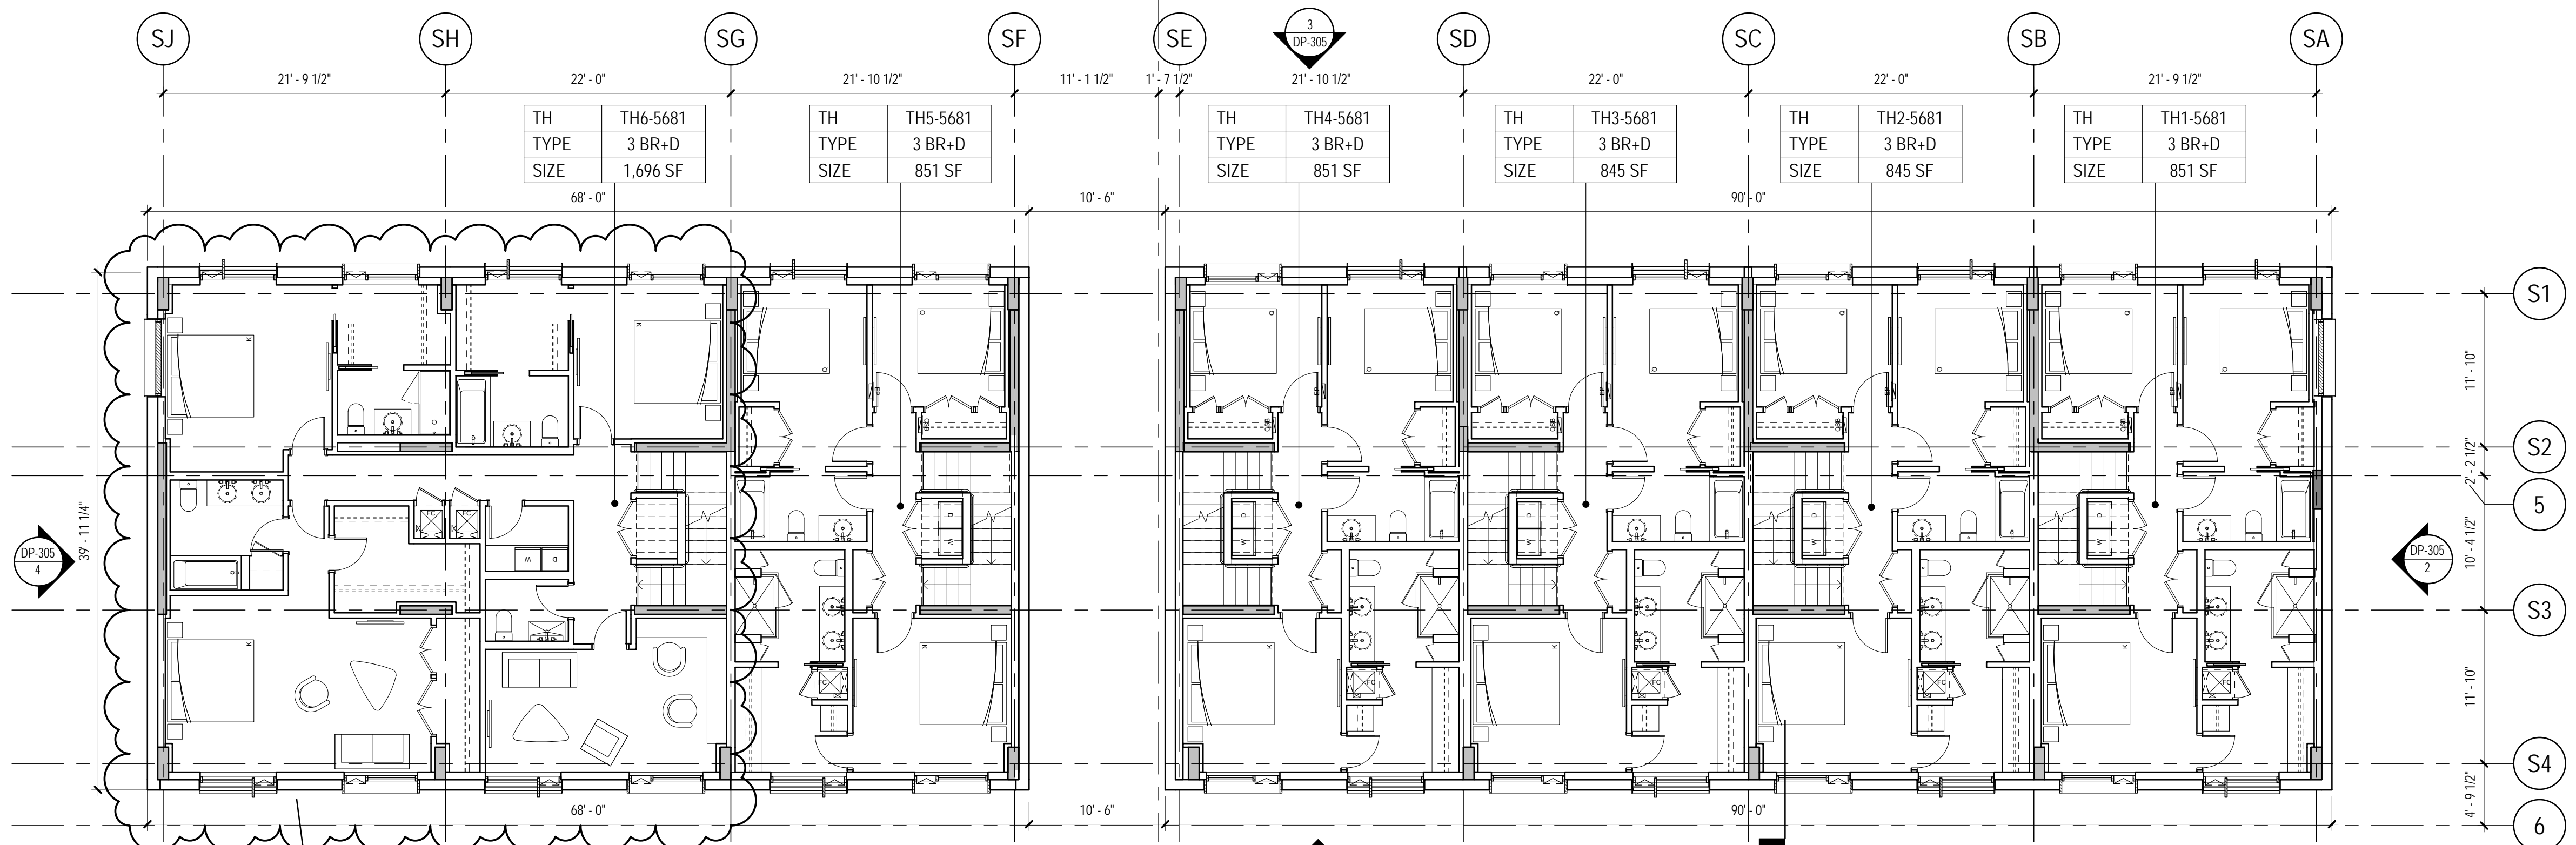 SJ SH SG SF SE SD SC SB SA
3
DP-305
21' - 9 1/2" 22' - 0" 21' - 10 1/2" 11' - 1 1/2" 1' - 7 1/2" 21' - 10 1/2" 22' - 0" 22' - 0" 21' - 9 1/2"
TH TH6-5681
TYPE 3 BR+D
SIZE 1,696 SF
TH TH5-5681
TYPE 3 BR+D
SIZE 851 SF
TH TH4-5681
TYPE 3 BR+D
SIZE 851 SF
TH TH3-5681
TYPE 3 BR+D
SIZE 845 SF
TH TH2-5681
TYPE 3 BR+D
SIZE 845 SF
TH TH1-5681
TYPE 3 BR+D
SIZE 851 SF
68' - 0" 10' - 6" 90' - 0"
S1
11' - 10"
S2
2' - 2 1/2"
5
10' - 4 1/2"
S3
11' - 10"
S4
4' - 9 1/2"
6
39' - 11 1/4"
DP-305
4
DP-305
2
K
K
Q
Q
Q
Q
Q
Q
Q
Q
Q
Q
FC FC
W D
W D
W D
W D
W D
W D
K
K
K
K
K
K
FC
FC
FC
FC
FC
68' - 0" 10' - 6" 90' - 0"